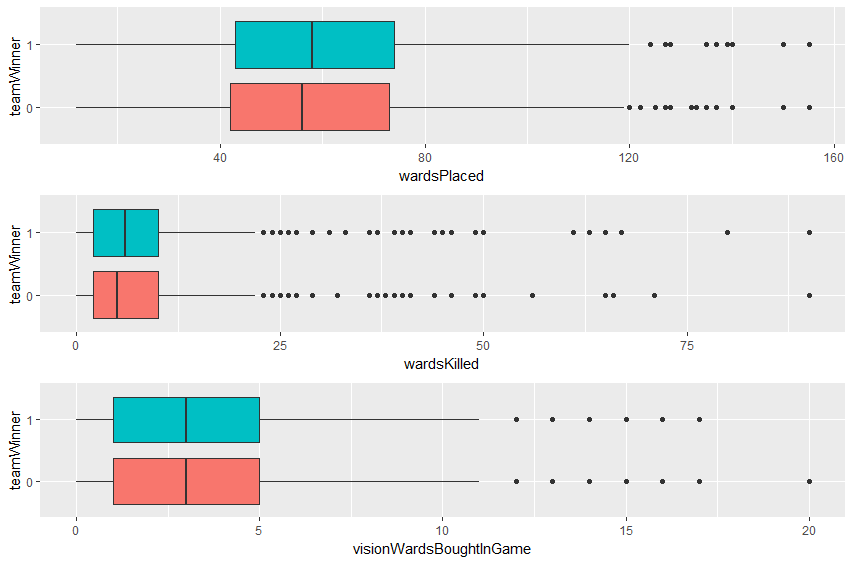 teamWinner
1
0
40 80 120 160
wardsPlaced
teamWinner
1
0
0 25 50 75
wardsKilled
teamWinner
1
0
0 5 10 15 20
visionWardsBoughtInGame